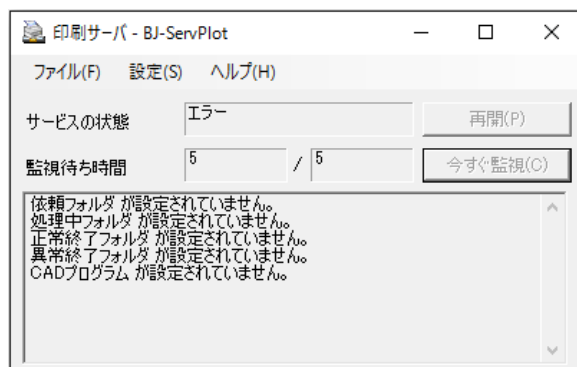 印刷サーバ - BJ-ServPlot
ファイル(F) 設定(S) ヘルプ(H)
サービスの状態 エラー 再開(P)
監視待ち時間 5 / 5 今すぐ監視(C)
依頼フォルダ が設定されていません。
処理中フォルダ が設定されていません。
正常終了フォルダ が設定されていません。
異常終了フォルダ が設定されていません。
CADプログラム が設定されていません。